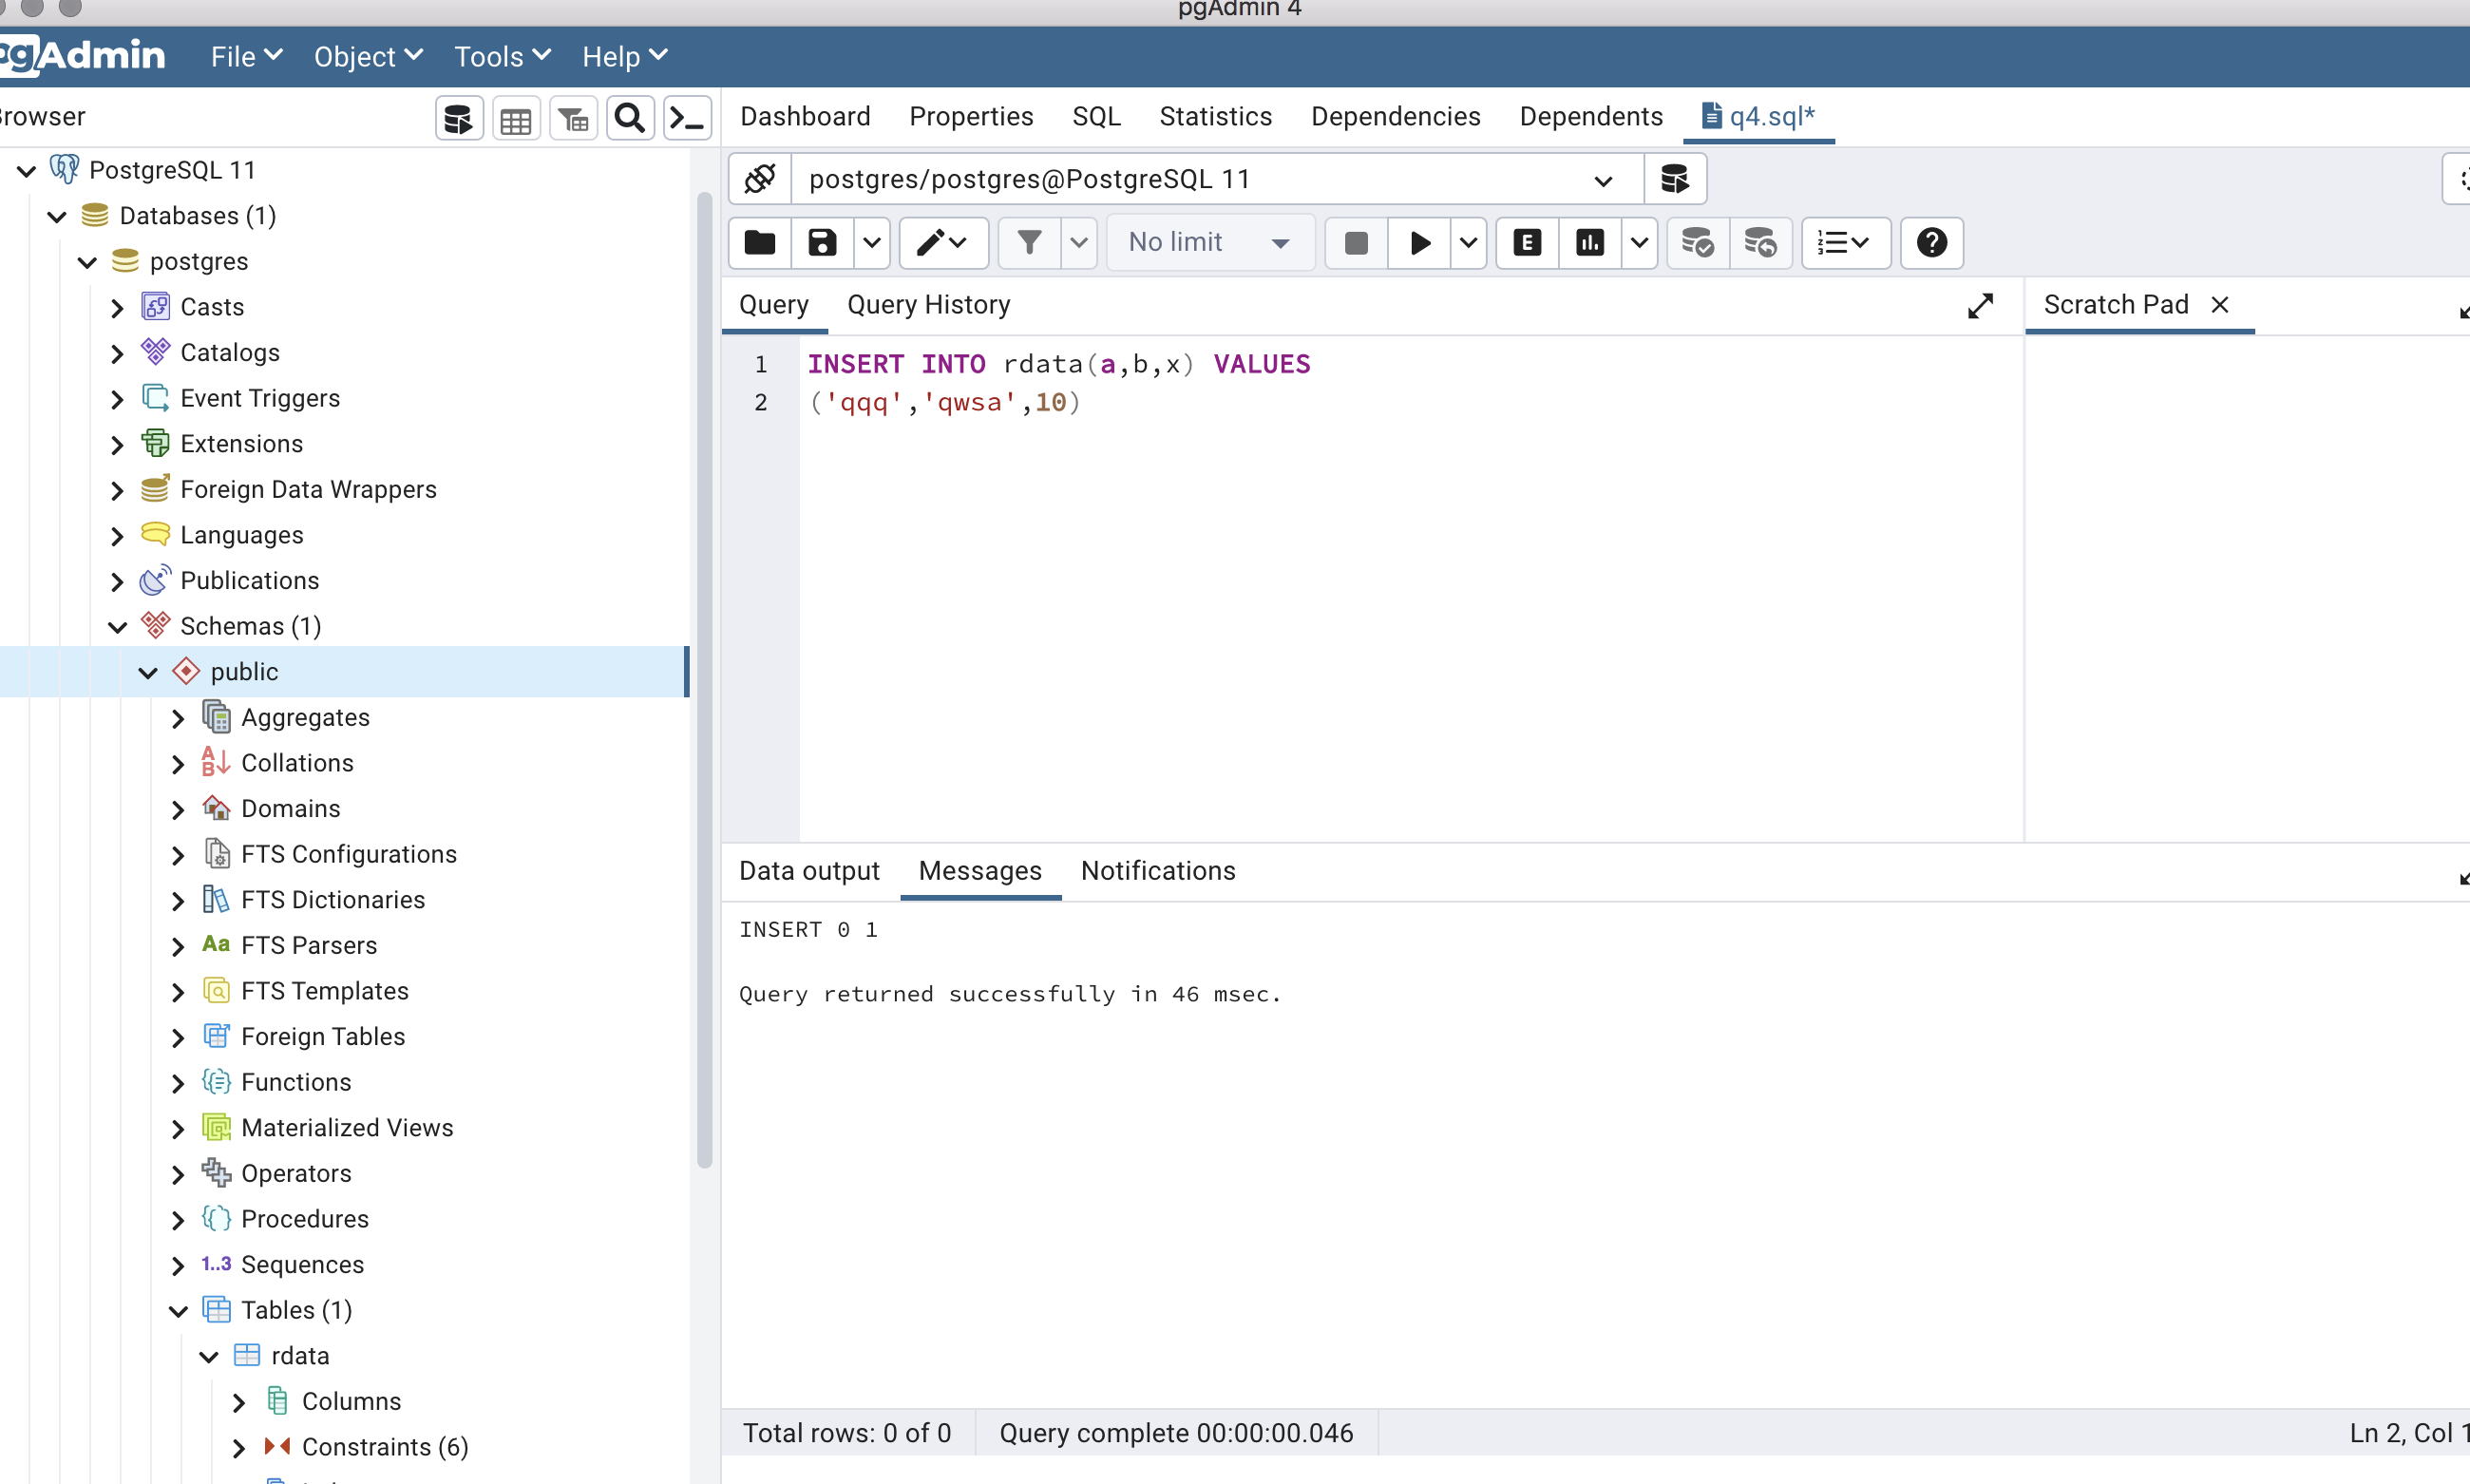 pgAdmin 4
pgAdmin File Object Tools Help
Browser
Dashboard Properties SQL Statistics Dependencies Dependents q4.sql*
PostgreSQL 11
Databases (1)
postgres
Casts
Catalogs
Event Triggers
Extensions
Foreign Data Wrappers
Languages
Publications
Schemas (1)
public
Aggregates
Collations
Domains
FTS Configurations
FTS Dictionaries
Aa FTS Parsers
FTS Templates
Foreign Tables
Functions
Materialized Views
Operators
Procedures
1..3 Sequences
Tables (1)
rdata
Columns
Constraints (6)
postgres/postgres@PostgreSQL 11
No limit
E
Query Query History
Scratch Pad
1 INSERT INTO rdata(a,b,x) VALUES
2 ('qqq','qwsa',10)
Data output Messages Notifications
INSERT 0 1
Query returned successfully in 46 msec.
Total rows: 0 of 0 Query complete 00:00:00.046 Ln 2, Col 1